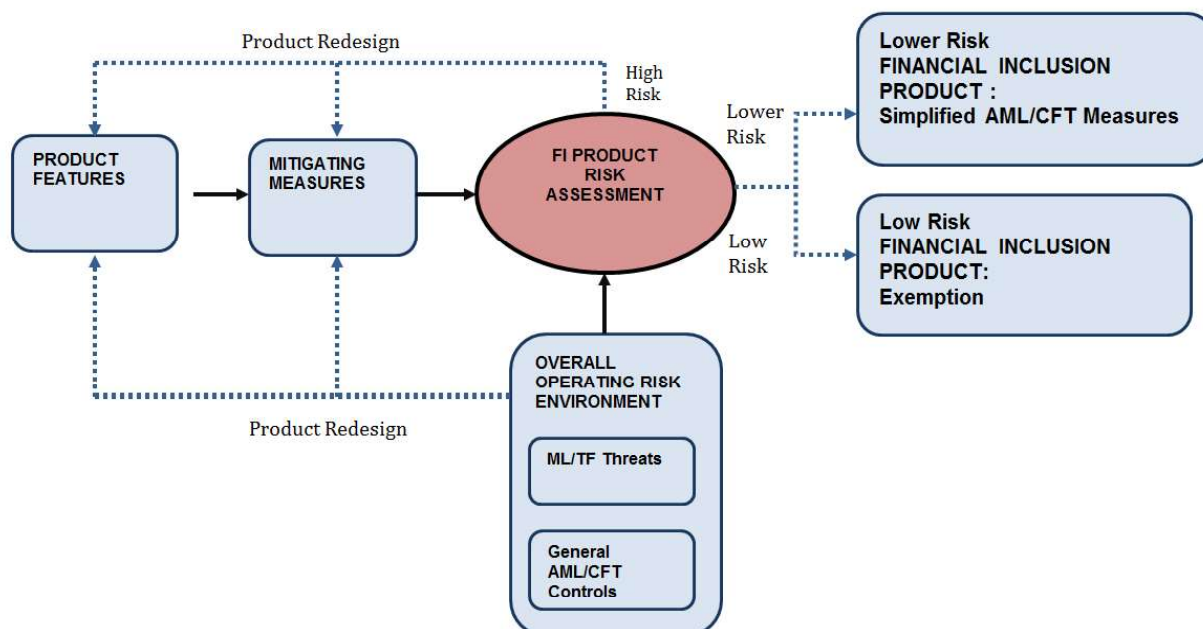 Product Redesign
High
Risk
Lower Risk
FINANCIAL INCLUSION
PRODUCT :
Simplified AML/CFT Measures
Lower
Risk
PRODUCT
FEATURES
MITIGATING
MEASURES
FI PRODUCT
RISK
ASSESSMENT
Low
Risk
Low Risk
FINANCIAL INCLUSION
PRODUCT:
Exemption
OVERALL
OPERATING RISK
ENVIRONMENT
Product Redesign
ML/TF Threats
General
AML/CFT
Controls